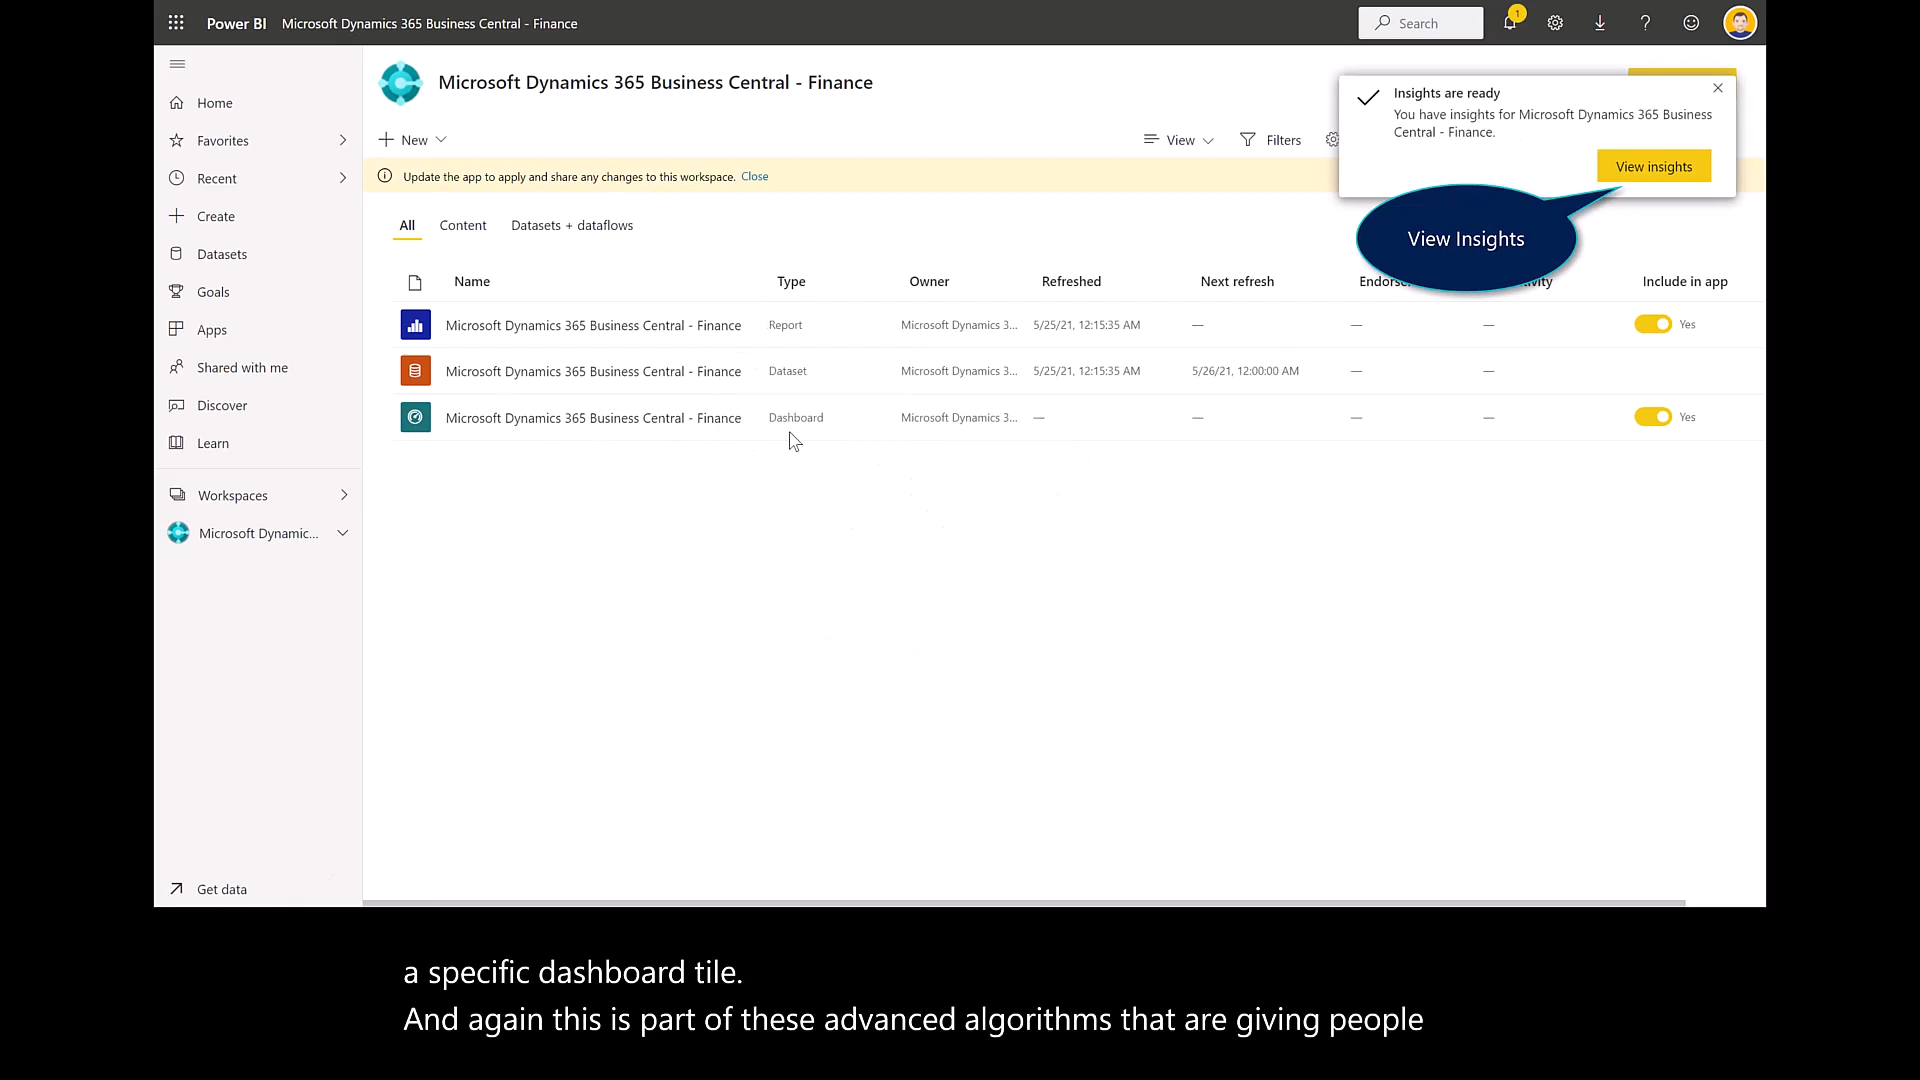 Power BI Microsoft Dynamics 365 Business Central - Finance
Search
1
Home
Favorites
Recent
Create
Datasets
Goals
Apps
Shared with me
Discover
Learn
Workspaces
Microsoft Dynamic...
Get data
Microsoft Dynamics 365 Business Central - Finance
New
View
Filters
Insights are ready
You have insights for Microsoft Dynamics 365 Business
Central - Finance.
View insights
View Insights
Update the app to apply and share any changes to this workspace. Close
All Content Datasets + dataflows
Name Type Owner Refreshed Next refresh Include in app
Microsoft Dynamics 365 Business Central - Finance Report Microsoft Dynamics 3... 5/25/21, 12:15:35 AM — — — Yes
Microsoft Dynamics 365 Business Central - Finance Dataset Microsoft Dynamics 3... 5/25/21, 12:15:35 AM 5/26/21, 12:00:00 AM — —
Microsoft Dynamics 365 Business Central - Finance Dashboard Microsoft Dynamics 3... — — — — Yes
a specific dashboard tile.
And again this is part of these advanced algorithms that are giving people